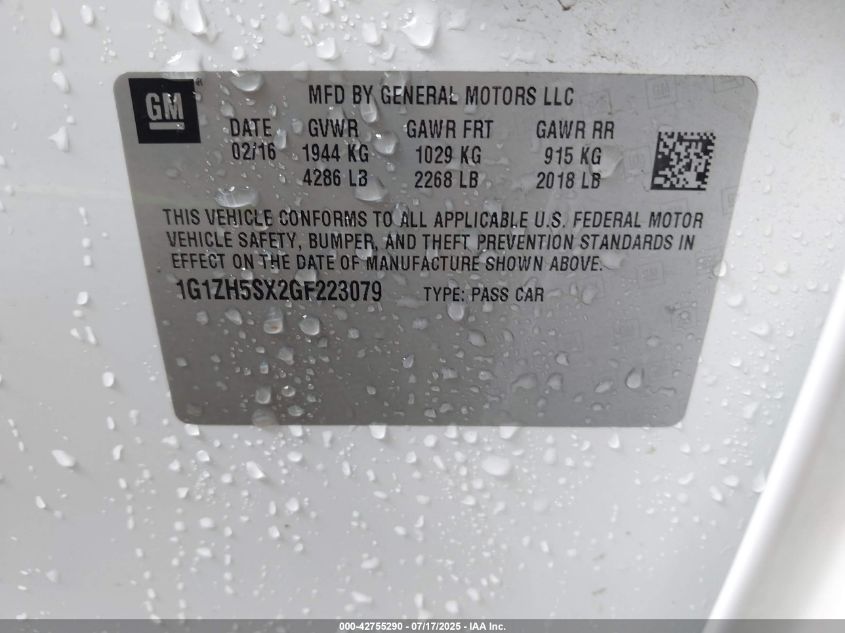 GM ®
MFD BY GENERAL MOTORS LLC
DATE GVWR GAWR FRT GAWR RR
02/16 1944 KG 1029 KG 915 KG
4286 LB 2268 LB 2018 LB
THIS VEHICLE CONFORMS TO ALL APPLICABLE U.S. FEDERAL MOTOR
VEHICLE SAFETY, BUMPER, AND THEFT PREVENTION STANDARDS IN
EFFECT ON THE DATE OF MANUFACTURE SHOWN ABOVE.
1G1ZH5SX2GF223079 TYPE: PASS CAR
000-42755290 - 07/17/2025 - IAA Inc.